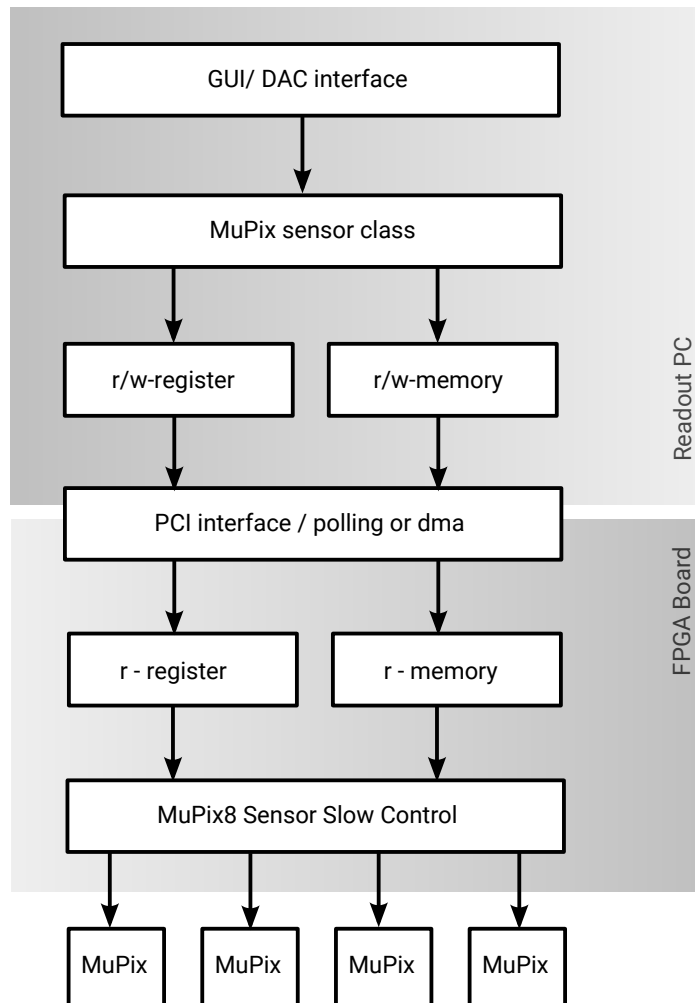 GUI/ DAC interface
MuPix sensor class
r/w-register
r/w-memory
Readout PC
PCI interface / polling or dma
FPGA Board
r - register
r - memory
MuPix8 Sensor Slow Control
MuPix
MuPix
MuPix
MuPix